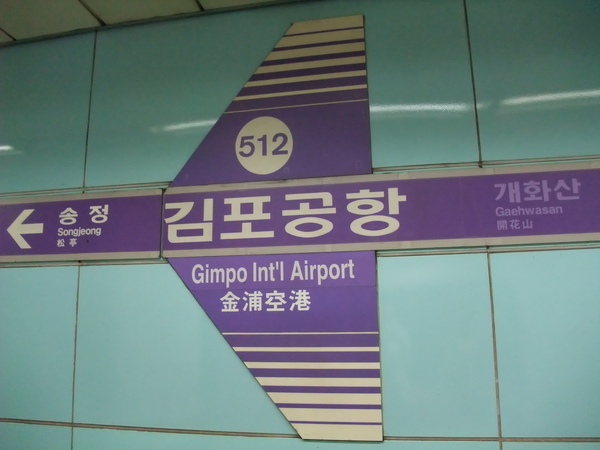 512
송정
Songjeong
松亭
김포공항
Gimpo Int'l Airport
金浦空港
개화산
Gaehwasan
開花山